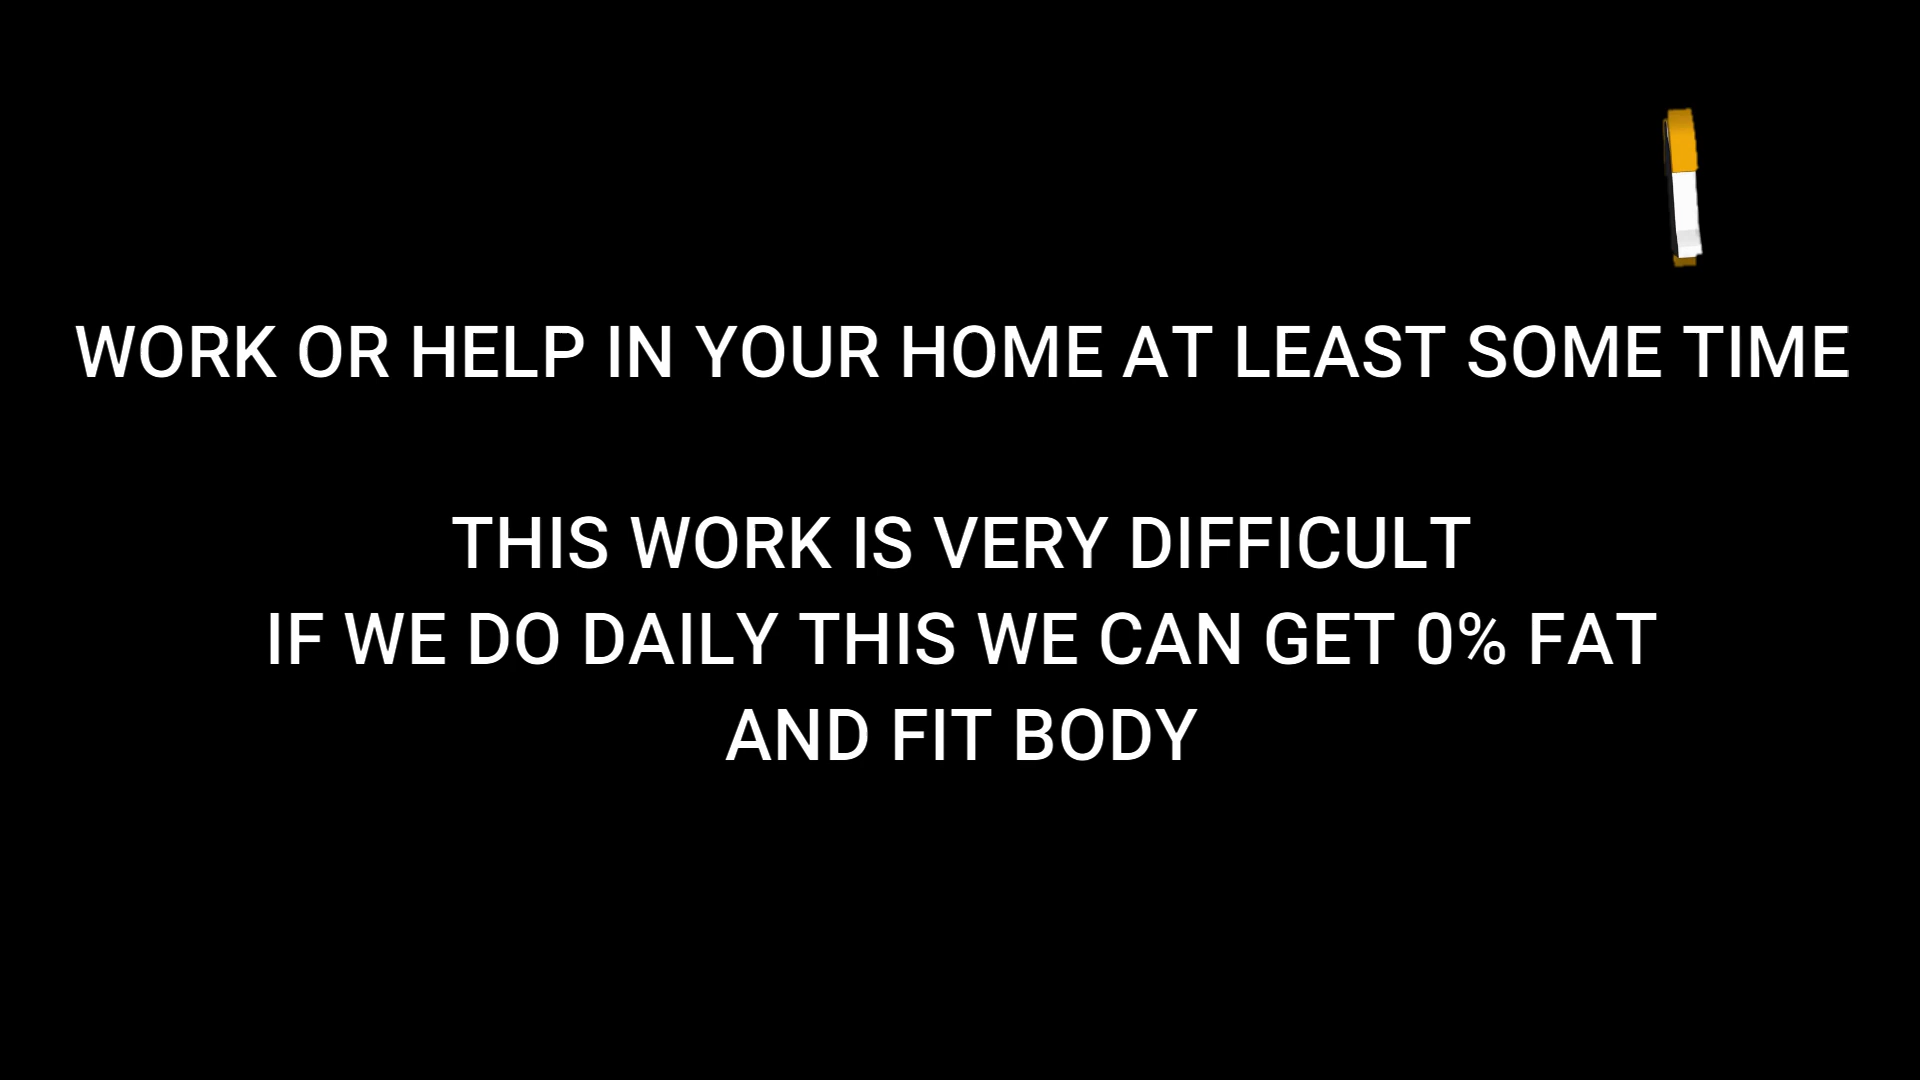 WORK OR HELP IN YOUR HOME AT LEAST SOME TIME
THIS WORK IS VERY DIFFICULT
IF WE DO DAILY THIS WE CAN GET 0% FAT
AND FIT BODY